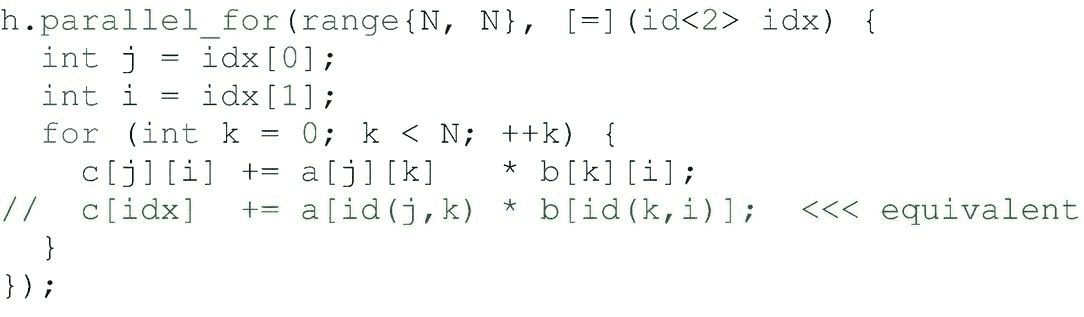 h.parallel_for(range{N, N}, [=](id<2> idx) {
  int j = idx[0];
  int i = idx[1];
  for (int k = 0; k < N; ++k) {
    c[j][i] += a[j][k]   * b[k][i];
//  c[idx]  += a[id(j,k) * b[id(k,i)];  <<< equivalent
  }
});